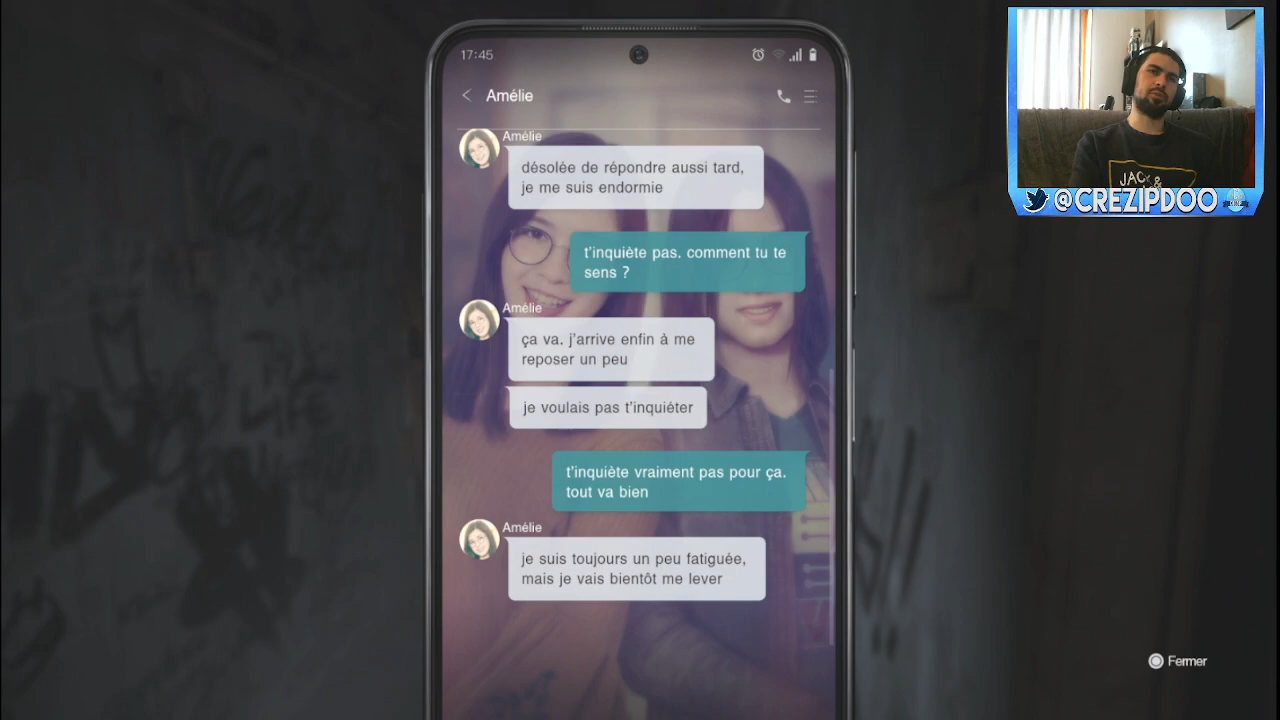 17:45
Amélie
Amélie
désolée de répondre aussi tard,
je me suis endormie
t'inquiète pas. comment tu te
sens ?
Amélie
ça va. j'arrive enfin à me
reposer un peu
je voulais pas t'inquiéter
t'inquiète vraiment pas pour ça.
tout va bien
Amélie
je suis toujours un peu fatiguée,
mais je vais bientôt me lever
JACK &
JONES
@CREZIPDOO
Fermer